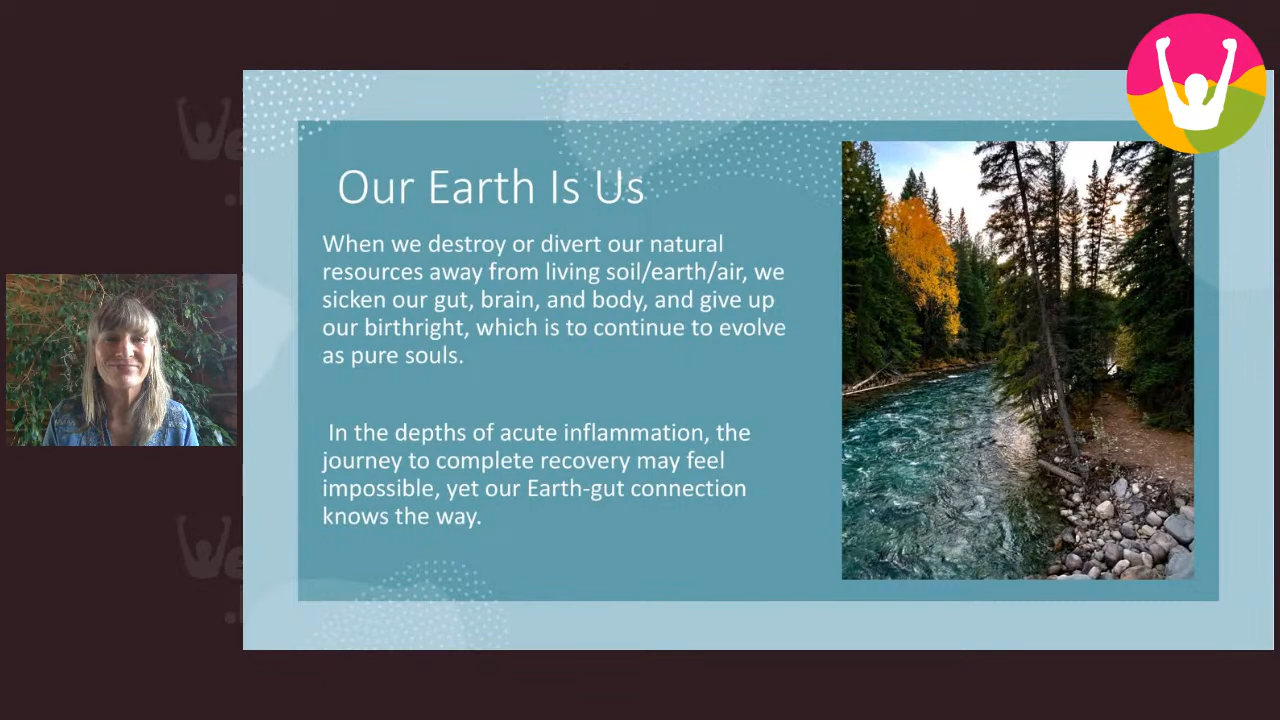 Our Earth Is Us
When we destroy or divert our natural
resources away from living soil/earth/air, we
sicken our gut, brain, and body, and give up
our birthright, which is to continue to evolve
as pure souls.
In the depths of acute inflammation, the
journey to complete recovery may feel
impossible, yet our Earth-gut connection
knows the way.